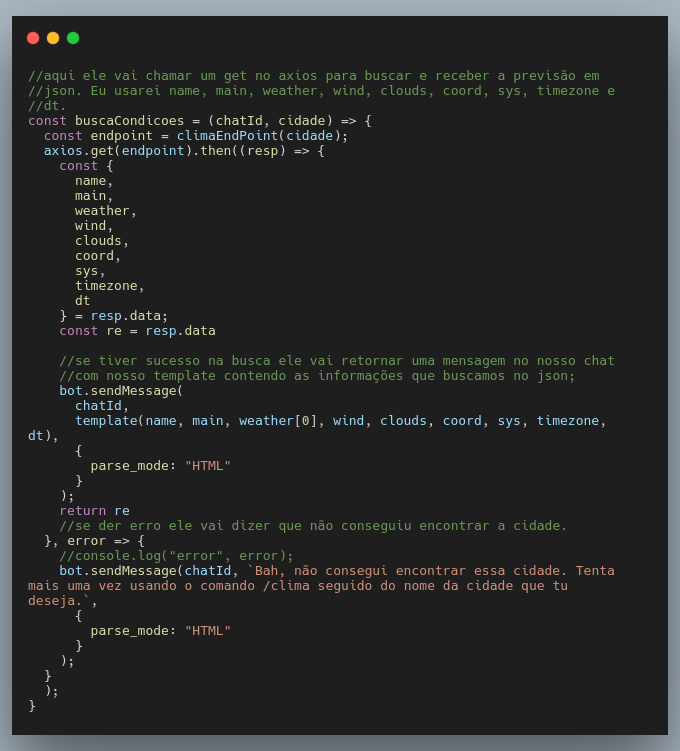 //aqui ele vai chamar um get no axios para buscar e receber a previsão em
//json. Eu usarei name, main, weather, wind, clouds, coord, sys, timezone e
//dt.
const buscaCondicoes = (chatId, cidade) => {
  const endpoint = climaEndPoint(cidade);
  axios.get(endpoint).then((resp) => {
    const {
      name,
      main,
      weather,
      wind,
      clouds,
      coord,
      sys,
      timezone,
      dt
    } = resp.data;
    const re = resp.data

    //se tiver sucesso na busca ele vai retornar uma mensagem no nosso chat
    //com nosso template contendo as informações que buscamos no json;
    bot.sendMessage(
      chatId,
      template(name, main, weather[0], wind, clouds, coord, sys, timezone,
dt),
      {
        parse_mode: "HTML"
      }
    );
    return re
    //se der erro ele vai dizer que não conseguiu encontrar a cidade.
  }, error => {
    //console.log("error", error);
    bot.sendMessage(chatId, `Bah, não consegui encontrar essa cidade. Tenta
mais uma vez usando o comando /clima seguido do nome da cidade que tu
deseja.`,
      {
        parse_mode: "HTML"
      }
    );
  }
  );
}